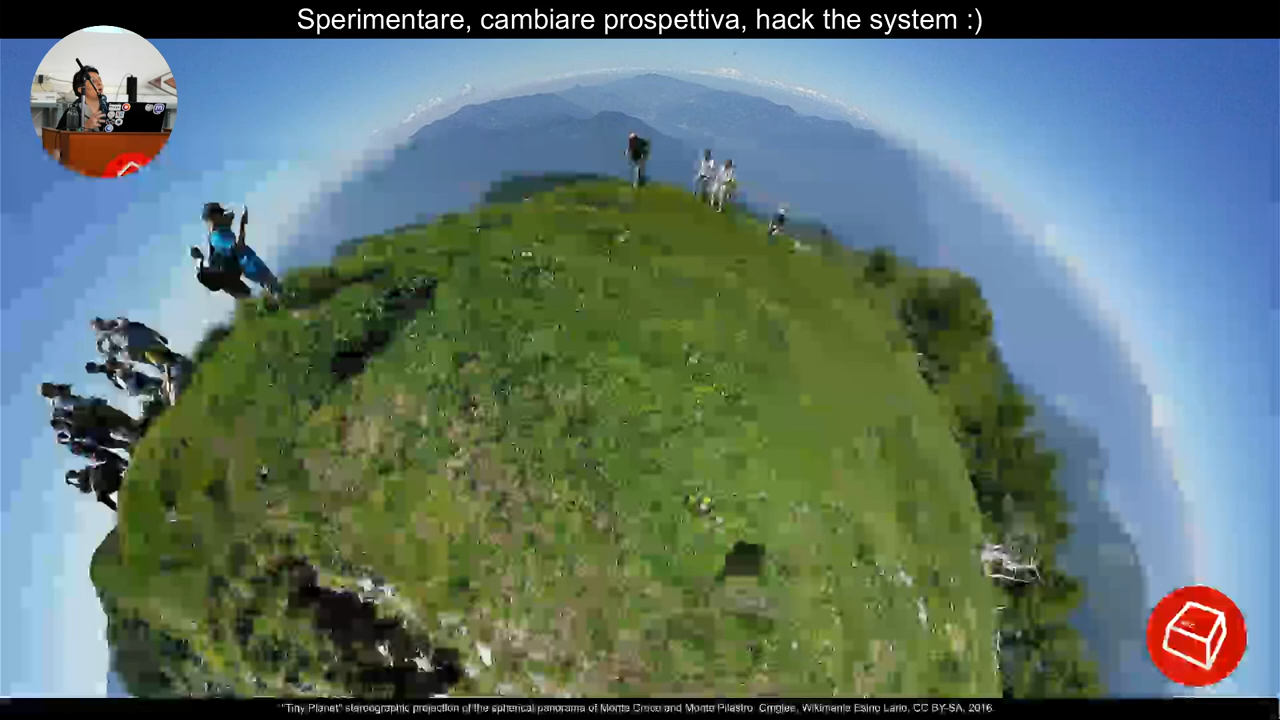 Sperimentare, cambiare prospettiva, hack the system :)
"Tiny Planet" stereographic projection of the spherical panorama of Monte Croce and Monte Pilastro. Cmglee, Wikimania Esino Lario, CC BY-SA, 2016.